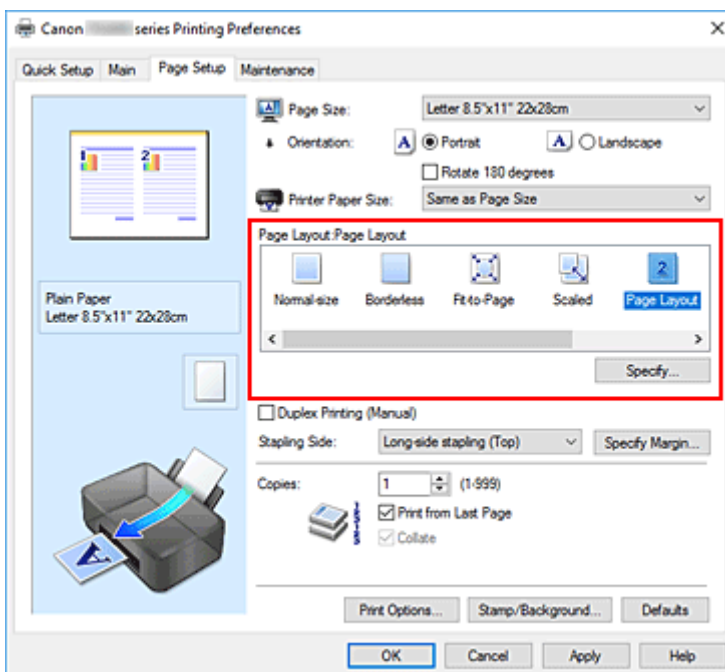 Canon series Printing Preferences
Quick Setup Main Page Setup Maintenance
1 2
Page Size: Letter 8.5"x11" 22x28cm
Orientation: A Portrait A Landscape
Rotate 180 degrees
Printer Paper Size: Same as Page Size
Page Layout:Page Layout
2
Normal-size Borderless Fit-to-Page Scaled Page Layout
Plain Paper
Letter 8.5"x11" 22x28cm
Specify...
Duplex Printing (Manual)
Stapling Side: Long-side stapling (Top) Specify Margin...
Copies: 1 (1-999)
Print from Last Page
Collate
A
Print Options... Stamp/Background... Defaults
OK Cancel Apply Help